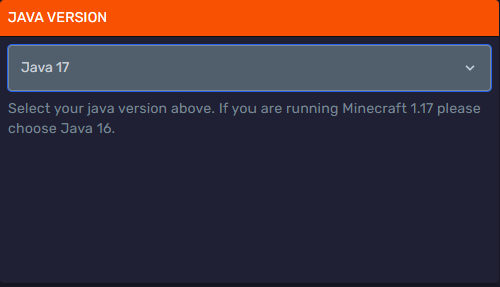 JAVA VERSION
Java 17
Select your java version above. If you are running Minecraft 1.17 please
choose Java 16.